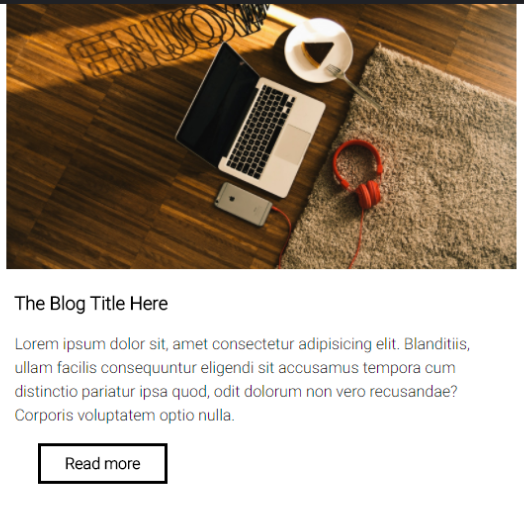 ENJOY
The Blog Title Here
Lorem ipsum dolor sit, amet consectetur adipisicing elit. Blanditiis,
ullam facilis consequuntur eligendi sit accusamus tempora cum
distinctio pariatur ipsa quod, odit dolorum non vero recusandae?
Corporis voluptatem optio nulla.
Read more